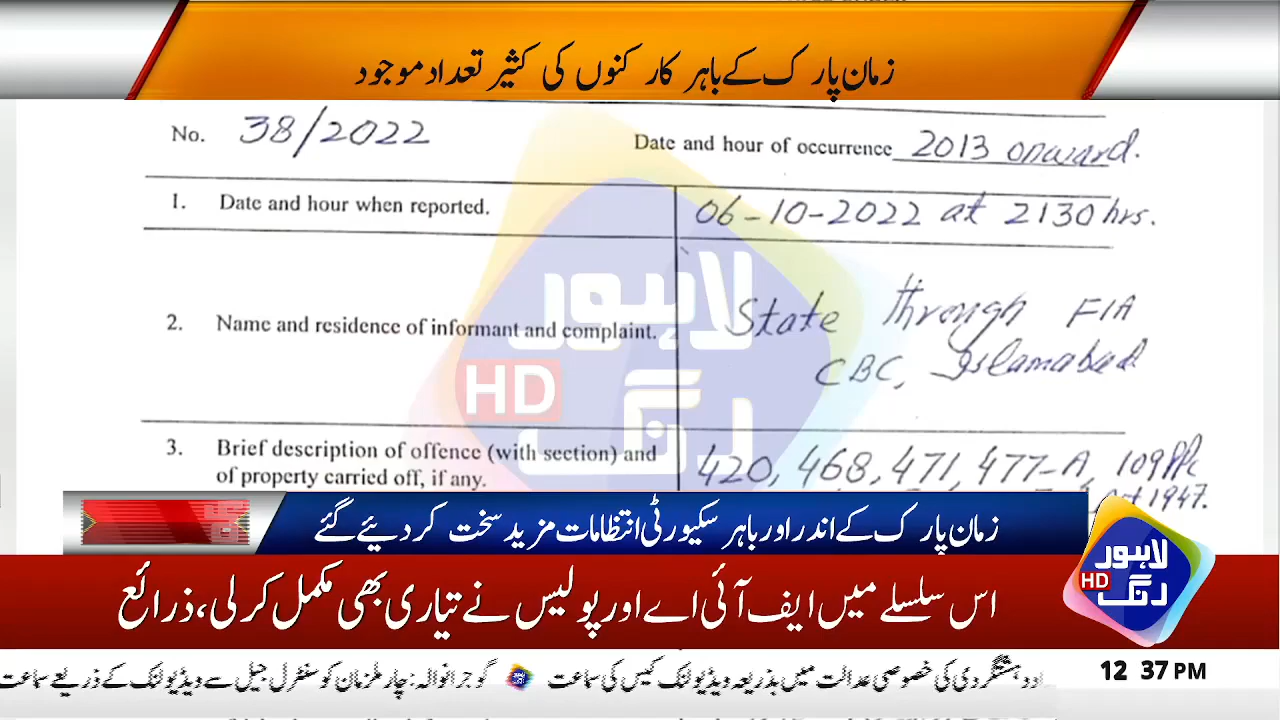 زمان پارک کے باہر کارکنوں کی کثیر تعداد موجود
No. 38/2022
Date and hour of occurrence 2013 onward.
1. Date and hour when reported.
06-10-2022 at 2130 hrs.
2. Name and residence of informant and complaint.
State through FIA
CBC, Islamabad
لاہور
HD
رنگ
3. Brief description of offence (with section) and
of property carried off, if any.
420, 468, 471, 477-A, 109 PPC
1947.
زمان پارک کے اندر اور باہر سکیورٹی انتظامات مزید سخت کر دیئے گئے
اس سلسلے میں ایف آئی اے اور پولیس نے تیاری بھی مکمل کر لی، ذرائع
لاہور
HD
رنگ
دہشتگردی کی خصوصی عدالت میں بذریعہ ویڈیو لنک کیس کی سماعت
گوجرانوالہ: چار ملزمان کو سنٹرل جیل سے ویڈیو لنک کے ذریعے سماعت
12 37 PM